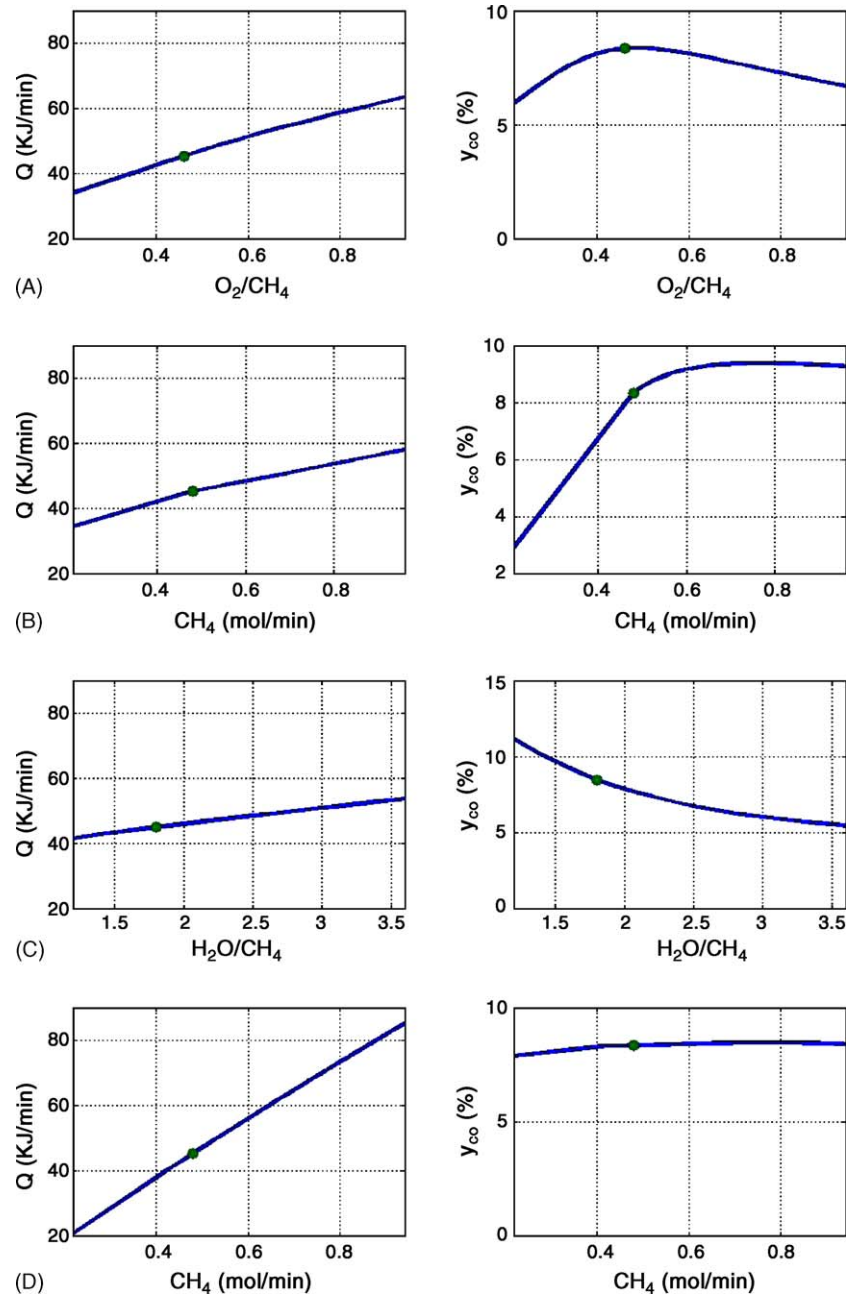 80
60
40
20
Q (KJ/min)
0.4 0.6 0.8
O₂/CH₄
10
5
0
y_co (%)
0.4 0.6 0.8
O₂/CH₄
(A)
80
60
40
20
Q (KJ/min)
0.4 0.6 0.8
CH₄ (mol/min)
10
8
6
4
2
y_co (%)
0.4 0.6 0.8
CH₄ (mol/min)
(B)
80
60
40
20
Q (KJ/min)
1.5 2 2.5 3 3.5
H₂O/CH₄
15
10
5
0
y_co (%)
1.5 2 2.5 3 3.5
H₂O/CH₄
(C)
80
60
40
20
Q (KJ/min)
0.4 0.6 0.8
CH₄ (mol/min)
10
5
0
y_co (%)
0.4 0.6 0.8
CH₄ (mol/min)
(D)